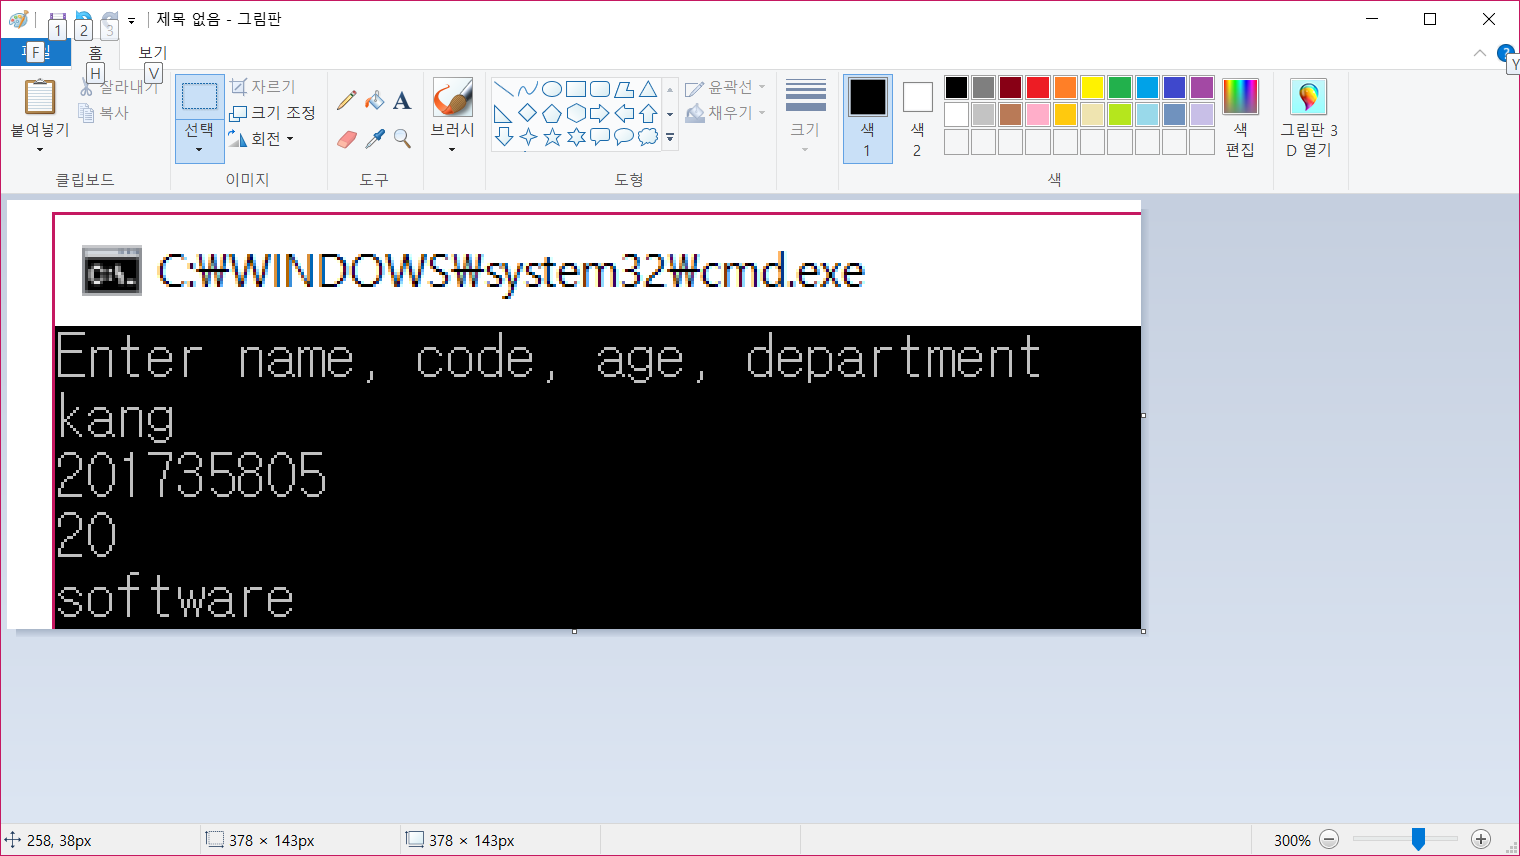 1 2 3 제목 없음 - 그림판
F 홈 보기
H V Y
붙여넣기 잘라내기 복사
선택 자르기 크기 조정 회전
A
브러시
윤곽선 채우기
크기
색 1
색 2
색 편집
그림판 3D 열기
클립보드 이미지 도구 도형 색
C:₩WINDOWS₩system32₩cmd.exe
Enter name, code, age, department
kang
201735805
20
software
258, 38px 378 × 143px 378 × 143px 300%